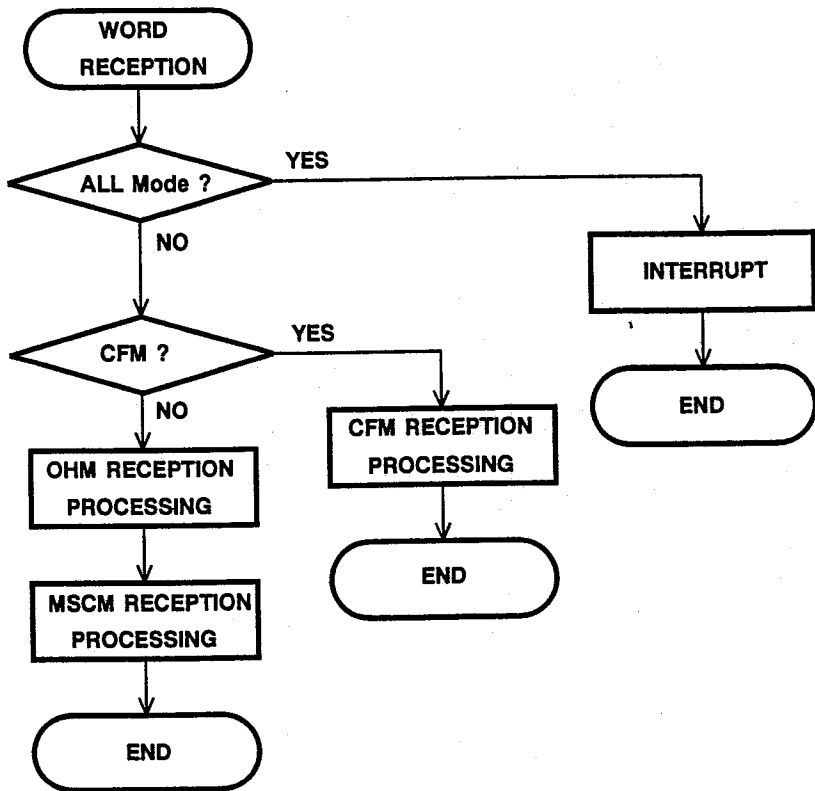 WORD
RECEPTION
ALL Mode ?
YES
NO
INTERRUPT
END
CFM ?
YES
NO
CFM RECEPTION
PROCESSING
END
OHM RECEPTION
PROCESSING
MSCM RECEPTION
PROCESSING
END